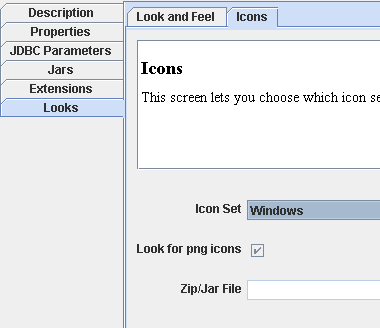 Description
Properties
JDBC Parameters
Jars
Extensions
Looks
Look and Feel
Icons
Icons
This screen lets you choose which icon se
Icon Set
Windows
Look for png icons
Zip/Jar File